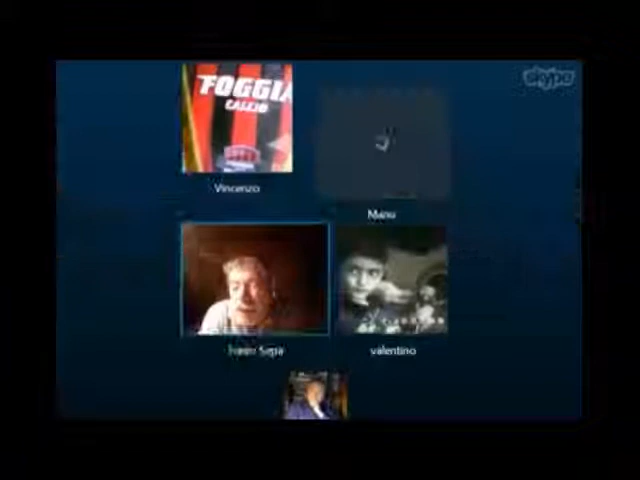 FOGGIA
CALCIO
skype
Vincenzo
Manu
valentino